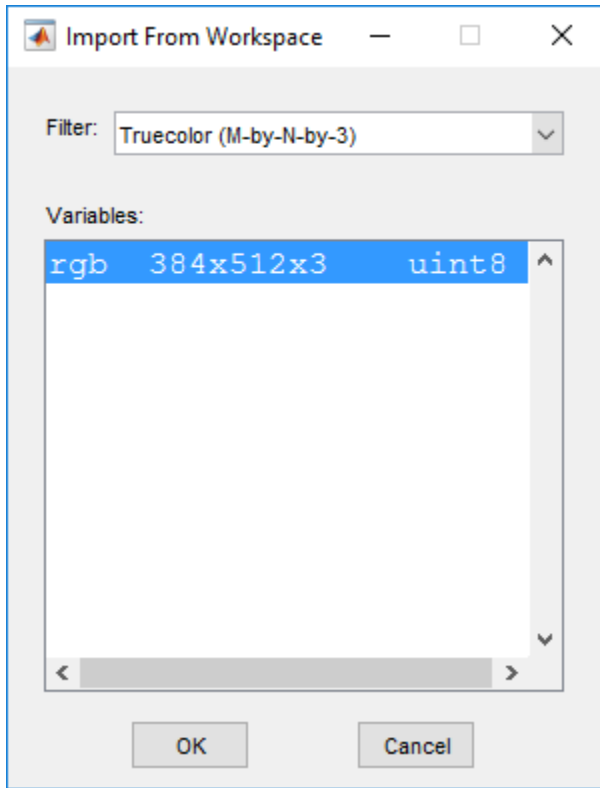 Import From Workspace
Filter: Truecolor (M-by-N-by-3)
Variables:
rgb 384x512x3 uint8
OK Cancel